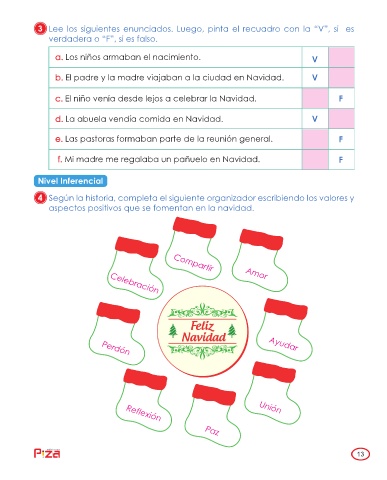 3 Lee los siguientes enunciados. Luego, pinta el recuadro con la “V”, si es
verdadera o “F”, si es falso.
a. Los niños armaban el nacimiento. V
b. El padre y la madre viajaban a la ciudad en Navidad. V
c. El niño venia desde lejos a celebrar la Navidad. F
d. La abuela vendía comida en Navidad. V
e. Las pastoras formaban parte de la reunión general. F
f. Mi madre me regalaba un pañuelo en Navidad. F
Nivel Inferencial
4 Según la historia, completa el siguiente organizador escribiendo los valores y
aspectos positivos que se fomentan en la navidad.
Compartir
Amor
Celebración
Feliz
Navidad
Perdón
Ayudar
Reflexión
Unión
Paz
Piza
13